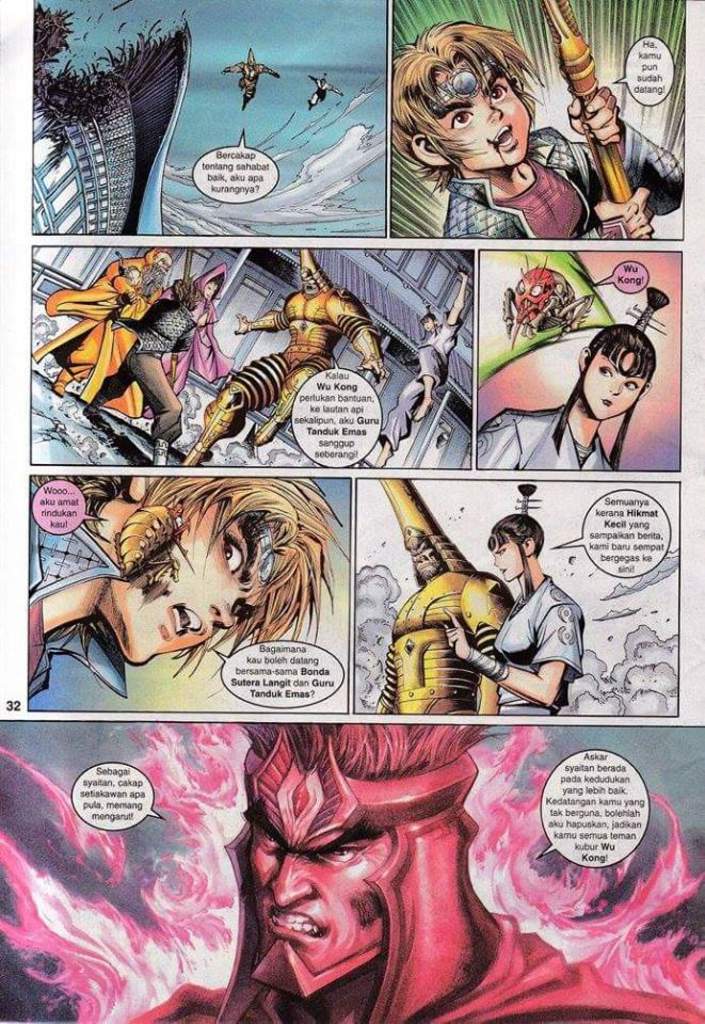 Bercakap
tentang sahabat
baik, aku apa
kurangnya?
Ha,
kamu
pun
sudah
datang!
Kalau
Wu Kong
perlukan bantuan,
ke lautan api
sekalipun, aku Guru
Tanduk Emas
sanggup
seberangi!
Wu
Kong!
Wooo...
aku amat
rindukan
kau!
Bagaimana
kau boleh datang
bersama-sama Bonda
Sutera Langit dan Guru
Tanduk Emas?
Semuanya
kerana Hikmat
Kecil yang
sampaikan berita,
kami baru sempat
bergegas ke
sini!
32
Sebagai
syaitan, cakap
setiakawan apa
pula, memang
mengarut!
Askar
syaitan berada
pada kedudukan
yang lebih baik.
Kedatangan kamu yang
tak berguna, bolehlah
aku hapuskan, jadikan
kamu semua teman
kubur Wu
Kong!